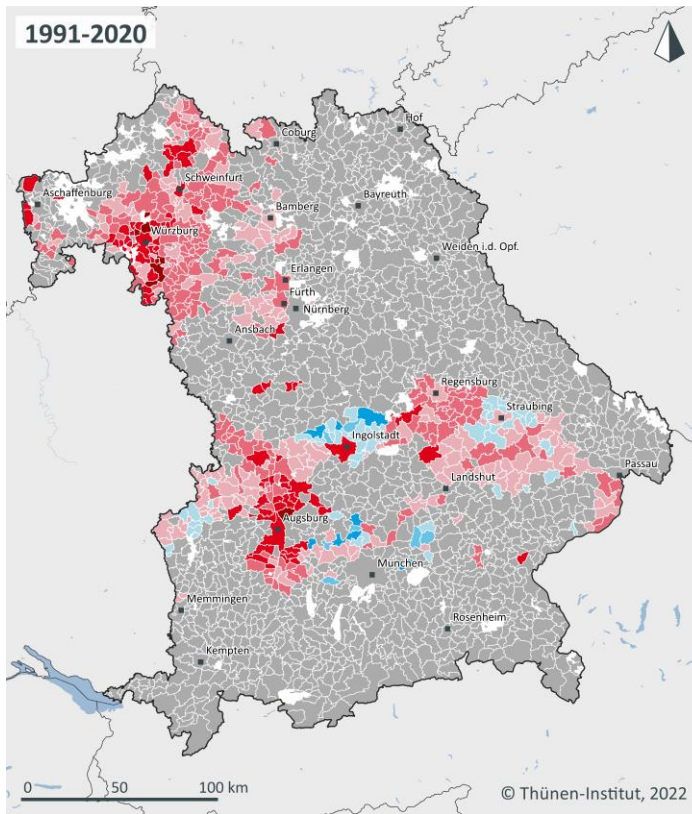 1991-2020
Hof
Coburg
Schweinfurt
Aschaffenburg
Bayreuth
Bamberg
Würzburg
Weiden i.d. Opf.
Erlangen
Fürth
Nürnberg
Ansbach
Regensburg
Straubing
Ingolstadt
Passau
Landshut
Augsburg
München
Memmingen
Rosenheim
Kempten
0 50 100 km
© Thünen-Institut, 2022